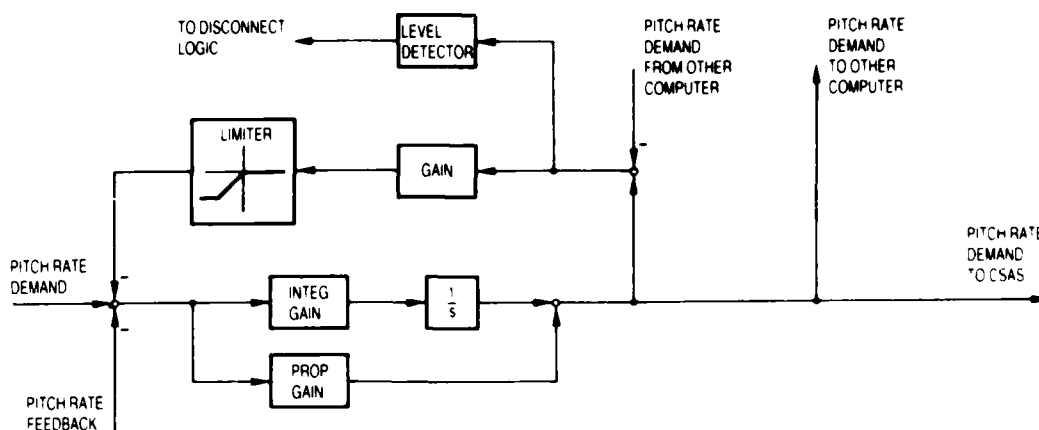 TO DISCONNECT
LOGIC
LEVEL
DETECTOR
PITCH RATE
DEMAND
FROM OTHER
COMPUTER
PITCH RATE
DEMAND
TO OTHER
COMPUTER
LIMITER
GAIN
-
PITCH RATE
DEMAND
TO CSAS
PITCH RATE
DEMAND
-
-
INTEG
GAIN
1
s
PROP
GAIN
PITCH RATE
FEEDBACK